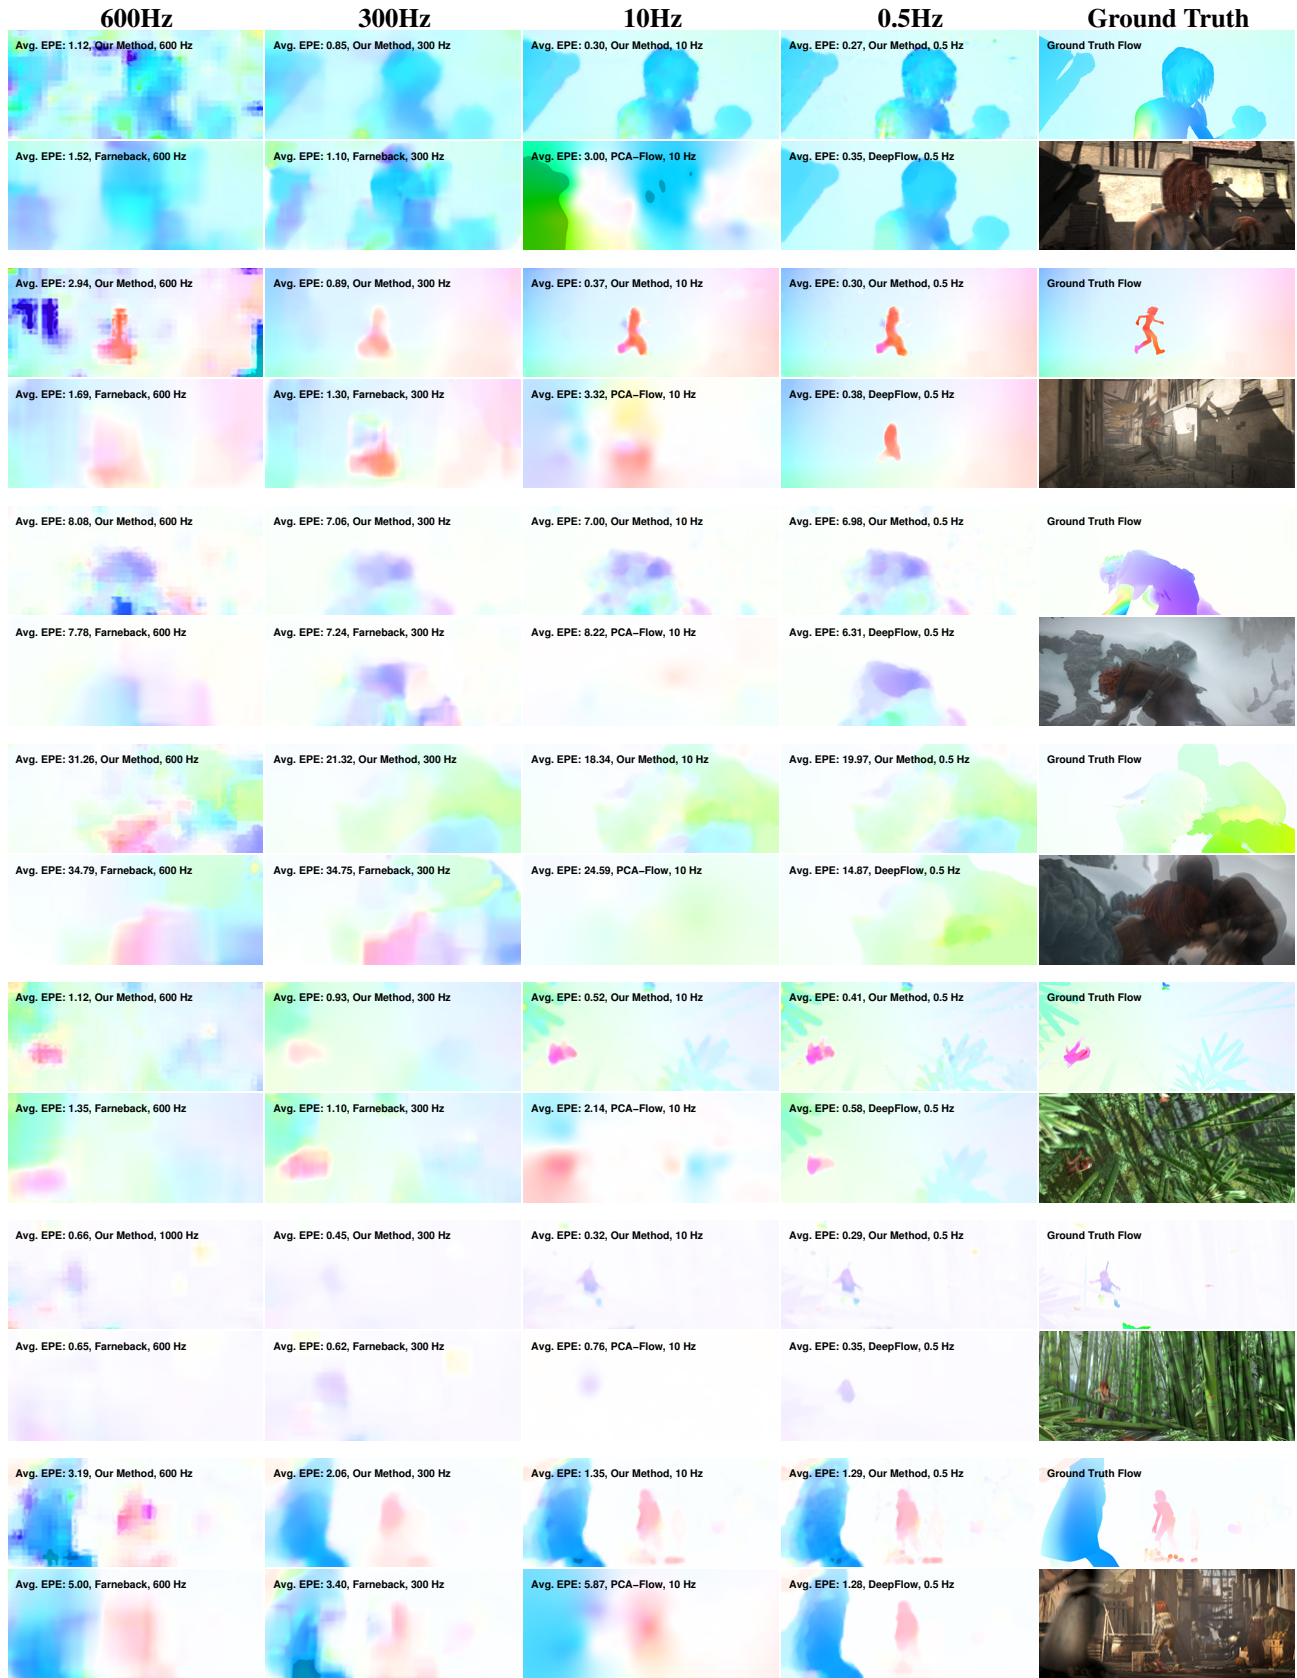 600Hz 300Hz 10Hz 0.5Hz Ground Truth
Avg. EPE: 1.12, Our Method, 600 Hz Avg. EPE: 0.85, Our Method, 300 Hz Avg. EPE: 0.30, Our Method, 10 Hz Avg. EPE: 0.27, Our Method, 0.5 Hz Ground Truth Flow
Avg. EPE: 1.52, Farneback, 600 Hz Avg. EPE: 1.10, Farneback, 300 Hz Avg. EPE: 3.00, PCA−Flow, 10 Hz Avg. EPE: 0.35, DeepFlow, 0.5 Hz
Avg. EPE: 2.94, Our Method, 600 Hz Avg. EPE: 0.89, Our Method, 300 Hz Avg. EPE: 0.37, Our Method, 10 Hz Avg. EPE: 0.30, Our Method, 0.5 Hz Ground Truth Flow
Avg. EPE: 1.69, Farneback, 600 Hz Avg. EPE: 1.30, Farneback, 300 Hz Avg. EPE: 3.32, PCA−Flow, 10 Hz Avg. EPE: 0.38, DeepFlow, 0.5 Hz
Avg. EPE: 8.08, Our Method, 600 Hz Avg. EPE: 7.06, Our Method, 300 Hz Avg. EPE: 7.00, Our Method, 10 Hz Avg. EPE: 6.98, Our Method, 0.5 Hz Ground Truth Flow
Avg. EPE: 7.78, Farneback, 600 Hz Avg. EPE: 7.24, Farneback, 300 Hz Avg. EPE: 8.22, PCA−Flow, 10 Hz Avg. EPE: 6.31, DeepFlow, 0.5 Hz
Avg. EPE: 31.26, Our Method, 600 Hz Avg. EPE: 21.32, Our Method, 300 Hz Avg. EPE: 18.34, Our Method, 10 Hz Avg. EPE: 19.97, Our Method, 0.5 Hz Ground Truth Flow
Avg. EPE: 34.79, Farneback, 600 Hz Avg. EPE: 34.75, Farneback, 300 Hz Avg. EPE: 24.59, PCA−Flow, 10 Hz Avg. EPE: 14.87, DeepFlow, 0.5 Hz
Avg. EPE: 1.12, Our Method, 600 Hz Avg. EPE: 0.93, Our Method, 300 Hz Avg. EPE: 0.52, Our Method, 10 Hz Avg. EPE: 0.41, Our Method, 0.5 Hz Ground Truth Flow
Avg. EPE: 1.35, Farneback, 600 Hz Avg. EPE: 1.10, Farneback, 300 Hz Avg. EPE: 2.14, PCA−Flow, 10 Hz Avg. EPE: 0.58, DeepFlow, 0.5 Hz
Avg. EPE: 0.66, Our Method, 1000 Hz Avg. EPE: 0.45, Our Method, 300 Hz Avg. EPE: 0.32, Our Method, 10 Hz Avg. EPE: 0.29, Our Method, 0.5 Hz Ground Truth Flow
Avg. EPE: 0.65, Farneback, 600 Hz Avg. EPE: 0.62, Farneback, 300 Hz Avg. EPE: 0.76, PCA−Flow, 10 Hz Avg. EPE: 0.35, DeepFlow, 0.5 Hz
Avg. EPE: 3.19, Our Method, 600 Hz Avg. EPE: 2.06, Our Method, 300 Hz Avg. EPE: 1.35, Our Method, 10 Hz Avg. EPE: 1.29, Our Method, 0.5 Hz Ground Truth Flow
Avg. EPE: 5.00, Farneback, 600 Hz Avg. EPE: 3.40, Farneback, 300 Hz Avg. EPE: 5.87, PCA−Flow, 10 Hz Avg. EPE: 1.28, DeepFlow, 0.5 Hz